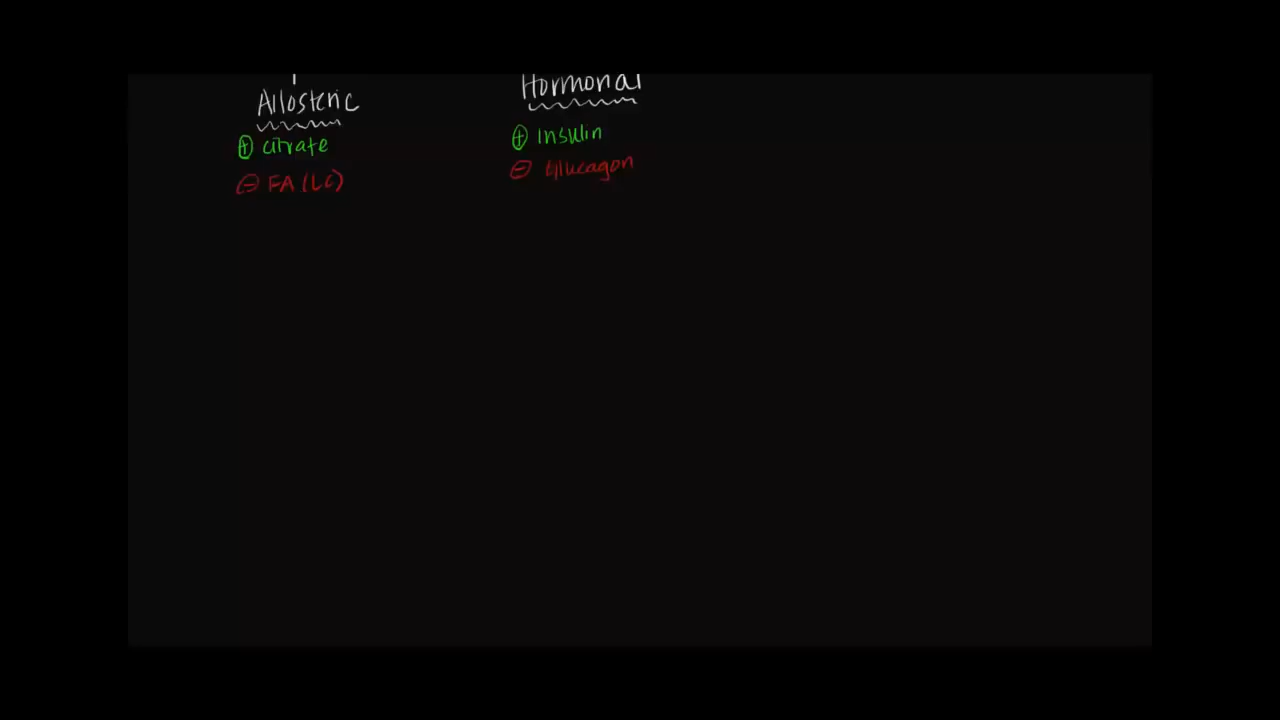 Allosteric
⊕ citrate
⊖ FA (LC)
Hormonal
⊕ insulin
⊖ Glucagon